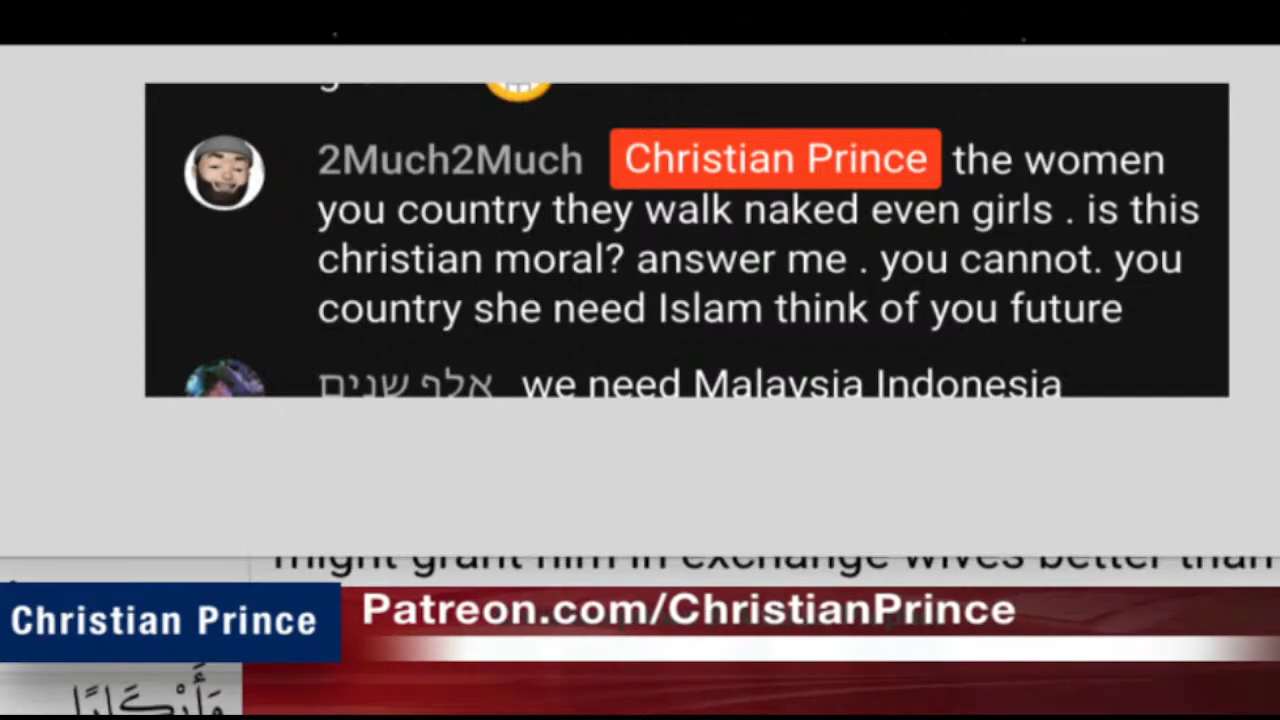 2Much2Much Christian Prince the women
you country they walk naked even girls . is this
christian moral? answer me . you cannot. you
country she need Islam think of you future
אלף שנים we need Malaysia Indonesia
might grant him in exchange wives better than
Christian Prince
Patreon.com/ChristianPrince
وَأَبْكَارًا